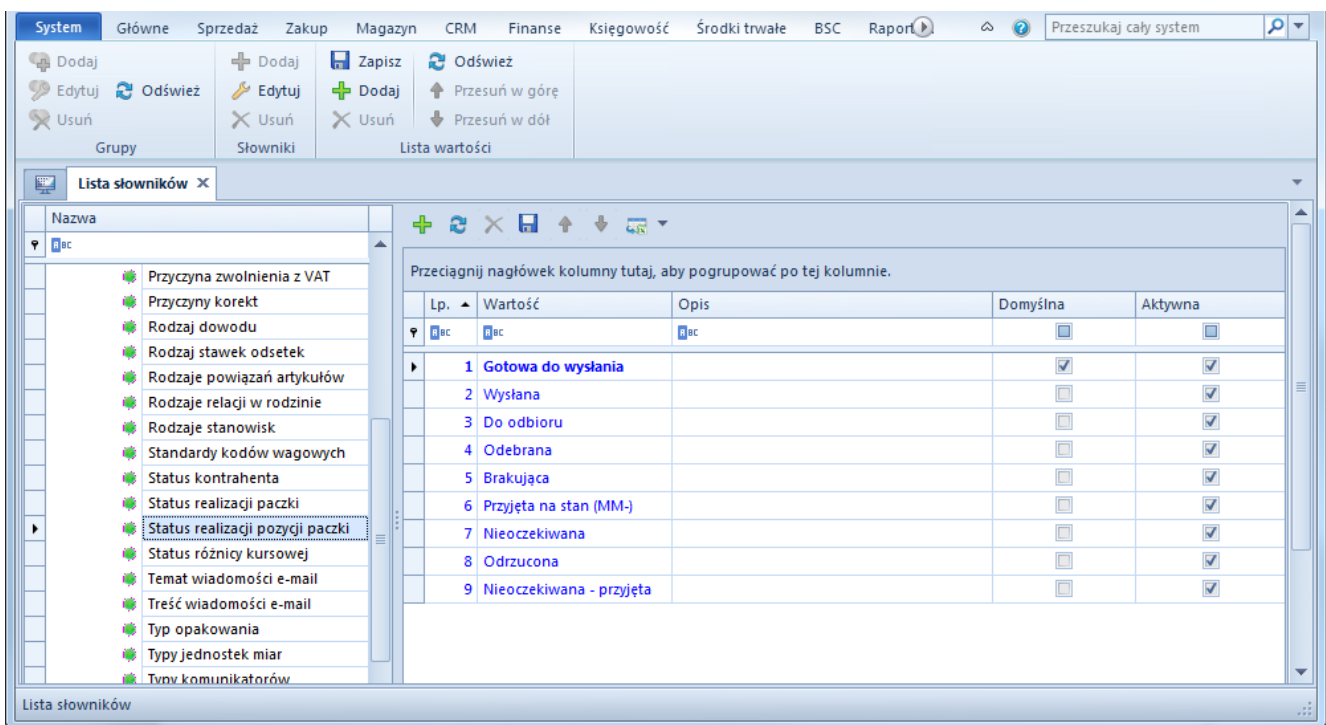 System Główne Sprzedaż Zakup Magazyn CRM Finanse Księgowość Środki trwałe BSC Raport Przeszukaj cały system
Dodaj Dodaj Zapisz Odśwież
Edytuj Odśwież Edytuj Dodaj Przesuń w górę
Usuń Usuń Usuń Przesuń w dół
Grupy Słowniki Lista wartości
Lista słowników
Nazwa
ABC
Przyczyna zwolnienia z VAT
Przyczyny korekt
Rodzaj dowodu
Rodzaj stawek odsetek
Rodzaje powiązań artykułów
Rodzaje relacji w rodzinie
Rodzaje stanowisk
Standardy kodów wagowych
Status kontrahenta
Status realizacji paczki
Status realizacji pozycji paczki
Status różnicy kursowej
Temat wiadomości e-mail
Treść wiadomości e-mail
Typ opakowania
Typy jednostek miar
Typy komunikatorów
Przeciągnij nagłówek kolumny tutaj, aby pogrupować po tej kolumnie.
Lp. Wartość Opis Domyślna Aktywna
ABC ABC ABC
1 Gotowa do wysłania
2 Wysłana
3 Do odbioru
4 Odebrana
5 Brakująca
6 Przyjęta na stan (MM-)
7 Nieoczekiwana
8 Odrzucona
9 Nieoczekiwana - przyjęta
Lista słowników